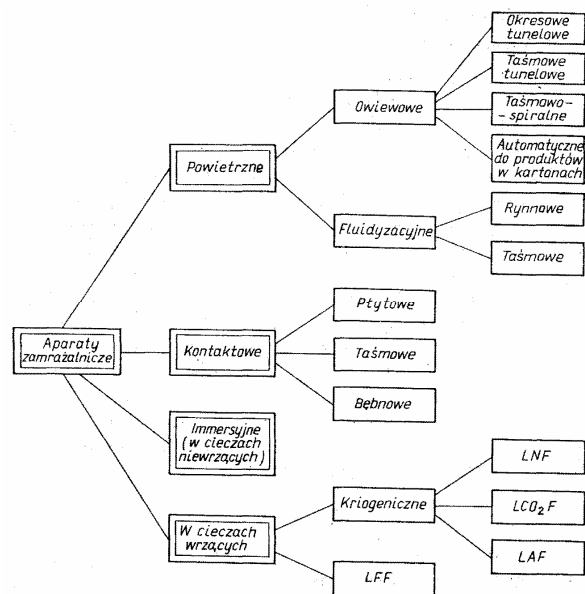 Okresowe
tunelowe
Taśmowe
tunelowe
Taśmowo-
-spiralne
Automatyczne
do produktów
w kartonach
Owiewowe
Powietrzne
Fluidyzacyjne
Rynnowe
Taśmowe
Aparaty
zamrażalnicze
Kontaktowe
Płytowe
Taśmowe
Bębnowe
Immersyjne
(w cieczach
niewrzących)
W cieczach
wrzących
Kriogeniczne
LNF
LCO₂F
LAF
LFF